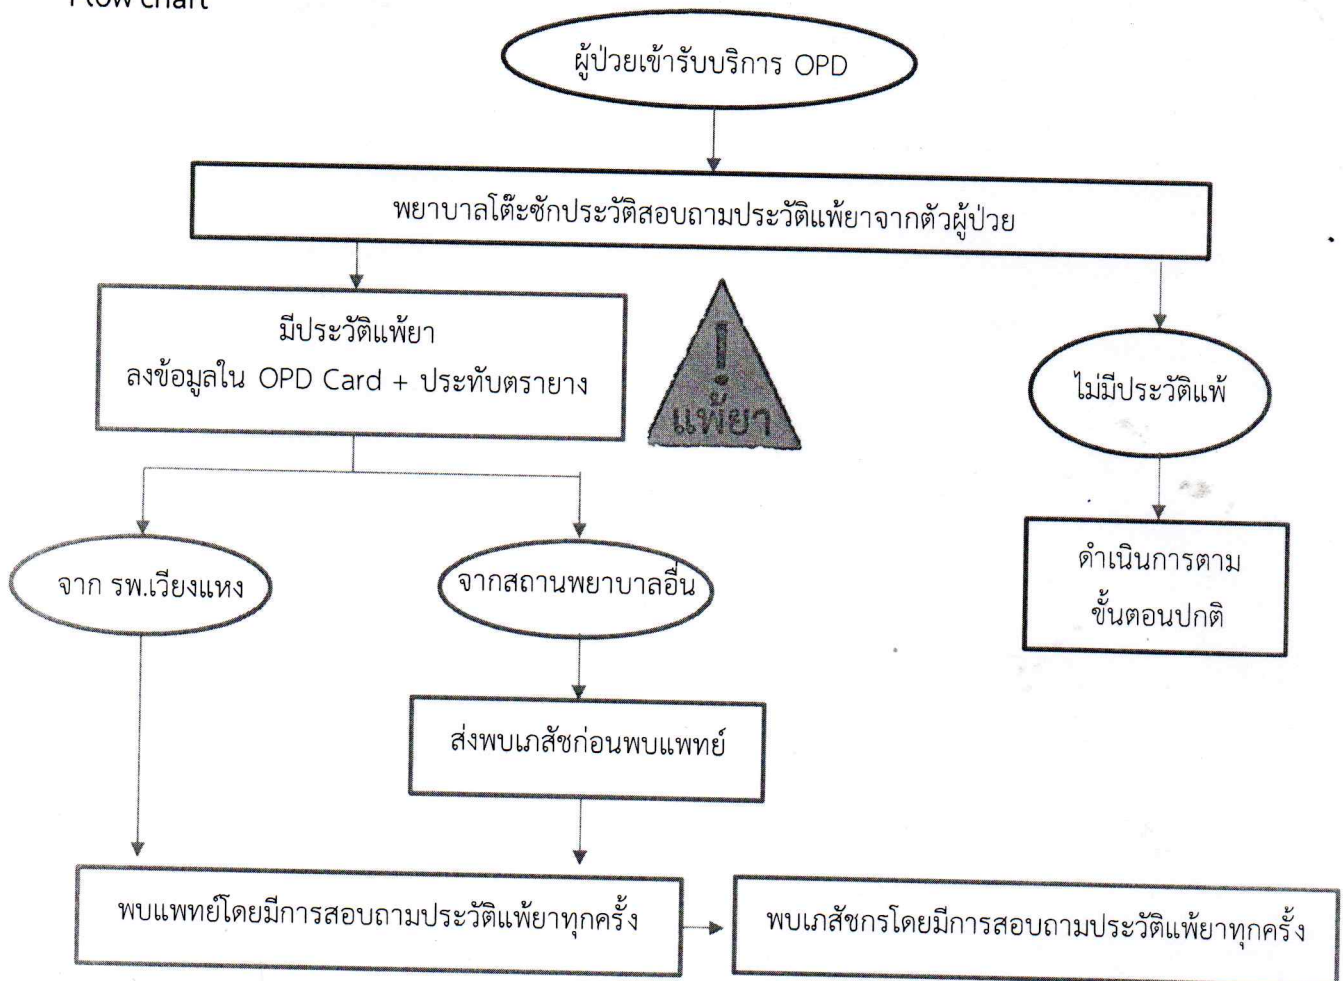 Flow chart
ผู้ป่วยเข้ารับบริการ OPD
พยาบาลโต๊ะซักประวัติสอบถามประวัติแพ้ยาจากตัวผู้ป่วย
มีประวัติแพ้ยา
ลงข้อมูลใน OPD Card + ประทับตรายาง
!
แพ้ยา
ไม่มีประวัติแพ้
จาก รพ.เวียงแหง
จากสถานพยาบาลอื่น
ดำเนินการตาม
ขั้นตอนปกติ
ส่งพบเภสัชก่อนพบแพทย์
พบแพทย์โดยมีการสอบถามประวัติแพ้ยาทุกครั้ง
พบเภสัชกรโดยมีการสอบถามประวัติแพ้ยาทุกครั้ง